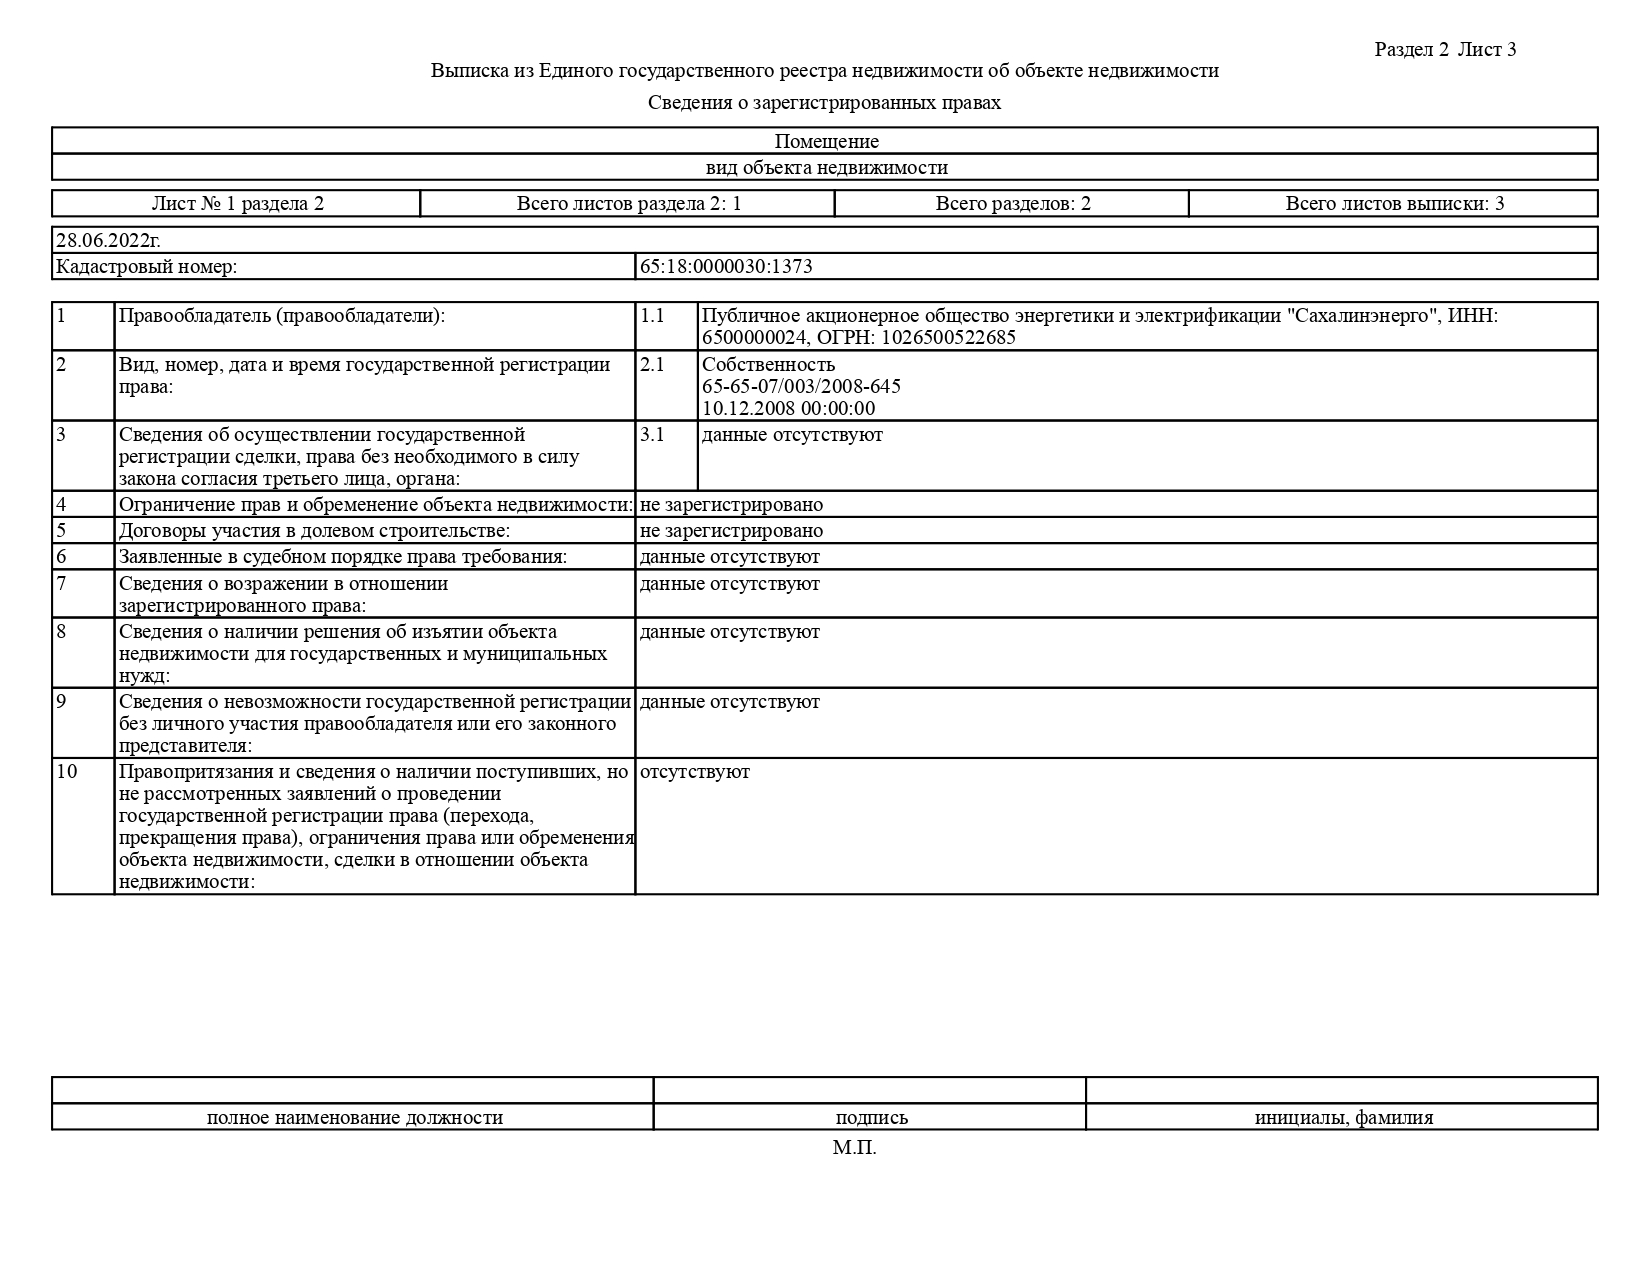 Раздел 2 Лист 3
Выписка из Единого государственного реестра недвижимости об объекте недвижимости
Сведения о зарегистрированных правах
Помещение
вид объекта недвижимости
Лист № 1 раздела 2 Всего листов раздела 2: 1 Всего разделов: 2 Всего листов выписки: 3
28.06.2022г.
Кадастровый номер: 65:18:0000030:1373
1 Правообладатель (правообладатели): 1.1 Публичное акционерное общество энергетики и электрификации "Сахалинэнерго", ИНН:
6500000024, ОГРН: 1026500522685
2 Вид, номер, дата и время государственной регистрации 2.1 Собственность
права: 65-65-07/003/2008-645
10.12.2008 00:00:00
3 Сведения об осуществлении государственной 3.1 данные отсутствуют
регистрации сделки, права без необходимого в силу
закона согласия третьего лица, органа:
4 Ограничение прав и обременение объекта недвижимости: не зарегистрировано
5 Договоры участия в долевом строительстве: не зарегистрировано
6 Заявленные в судебном порядке права требования: данные отсутствуют
7 Сведения о возражении в отношении данные отсутствуют
зарегистрированного права:
8 Сведения о наличии решения об изъятии объекта данные отсутствуют
недвижимости для государственных и муниципальных
нужд:
9 Сведения о невозможности государственной регистрации данные отсутствуют
без личного участия правообладателя или его законного
представителя:
10 Правопритязания и сведения о наличии поступивших, но отсутствуют
не рассмотренных заявлений о проведении
государственной регистрации права (перехода,
прекращения права), ограничения права или обременения
объекта недвижимости, сделки в отношении объекта
недвижимости:
полное наименование должности подпись инициалы, фамилия
М.П.